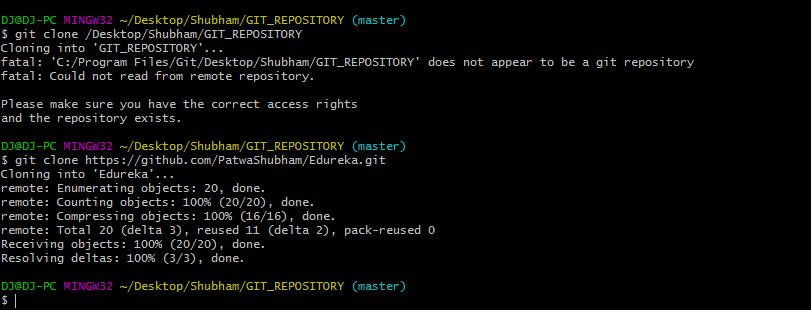 DJ@DJ-PC MINGW32 ~/Desktop/Shubham/GIT_REPOSITORY (master)
$ git clone /Desktop/Shubham/GIT_REPOSITORY
Cloning into 'GIT_REPOSITORY'...
fatal: 'C:/Program Files/Git/Desktop/Shubham/GIT_REPOSITORY' does not appear to be a git repository
fatal: Could not read from remote repository.

Please make sure you have the correct access rights
and the repository exists.

DJ@DJ-PC MINGW32 ~/Desktop/Shubham/GIT_REPOSITORY (master)
$ git clone https://github.com/PatwaShubham/Edureka.git
Cloning into 'Edureka'...
remote: Enumerating objects: 20, done.
remote: Counting objects: 100% (20/20), done.
remote: Compressing objects: 100% (16/16), done.
remote: Total 20 (delta 3), reused 11 (delta 2), pack-reused 0
Receiving objects: 100% (20/20), done.
Resolving deltas: 100% (3/3), done.

DJ@DJ-PC MINGW32 ~/Desktop/Shubham/GIT_REPOSITORY (master)
$